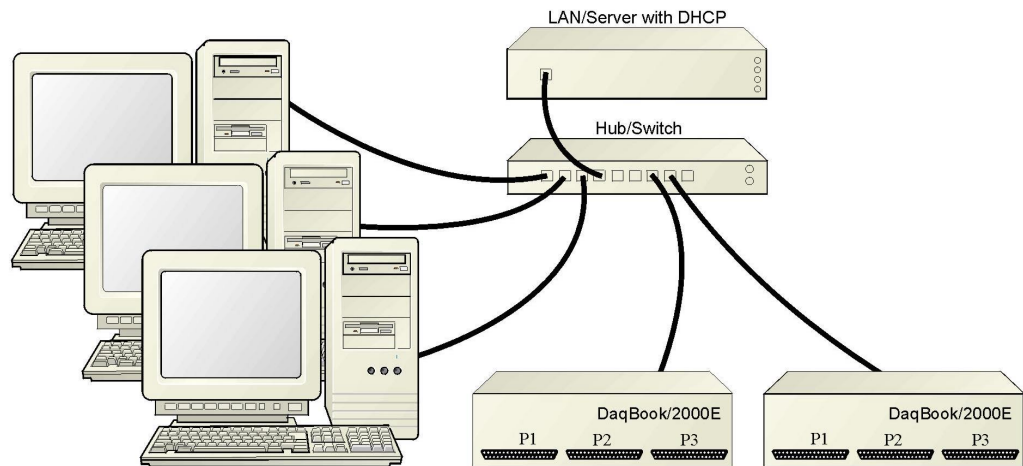 LAN/Server with DHCP
Hub/Switch
DaqBook/2000E
P1 P2 P3
DaqBook/2000E
P1 P2 P3